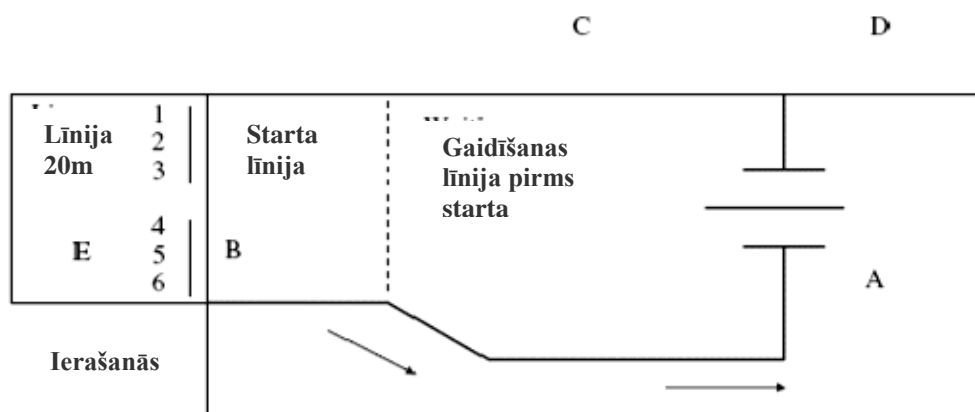 C
D
1
2
3
Līnija
20m
Starta
līnija
Gaidīšanas
līnija pirms
starta
4
5
6
E
B
A
Ierašanās